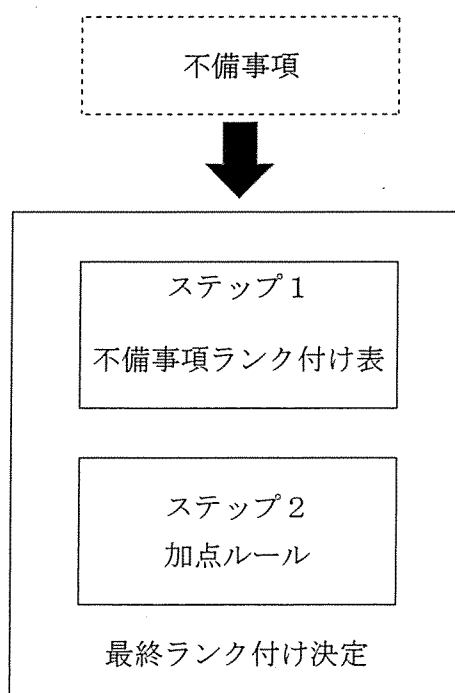 不備事項
ステップ１
不備事項ランク付け表
ステップ２
加点ルール
最終ランク付け決定